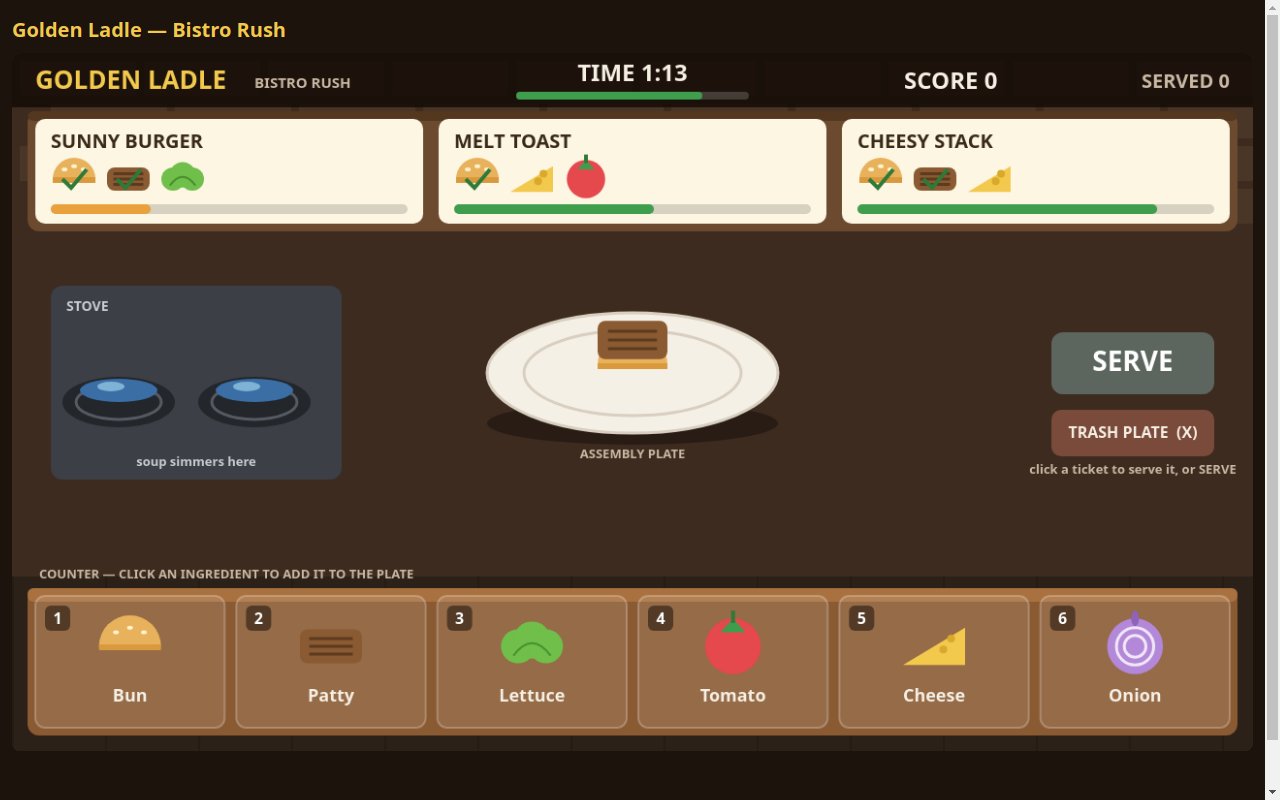 Golden Ladle — Bistro Rush
GOLDEN LADLE
BISTRO RUSH
TIME 1:13
SCORE 0
SERVED 0
SUNNY BURGER
MELT TOAST
CHEESY STACK
STOVE
soup simmers here
ASSEMBLY PLATE
SERVE
TRASH PLATE (X)
click a ticket to serve it, or SERVE
COUNTER — CLICK AN INGREDIENT TO ADD IT TO THE PLATE
1
Bun
2
Patty
3
Lettuce
4
Tomato
5
Cheese
6
Onion